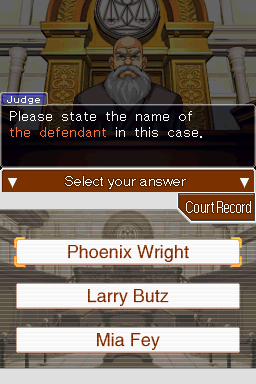 Judge
Please state the name of
the defendant in this case.
Select your answer
Court Record
Phoenix Wright
Larry Butz
Mia Fey